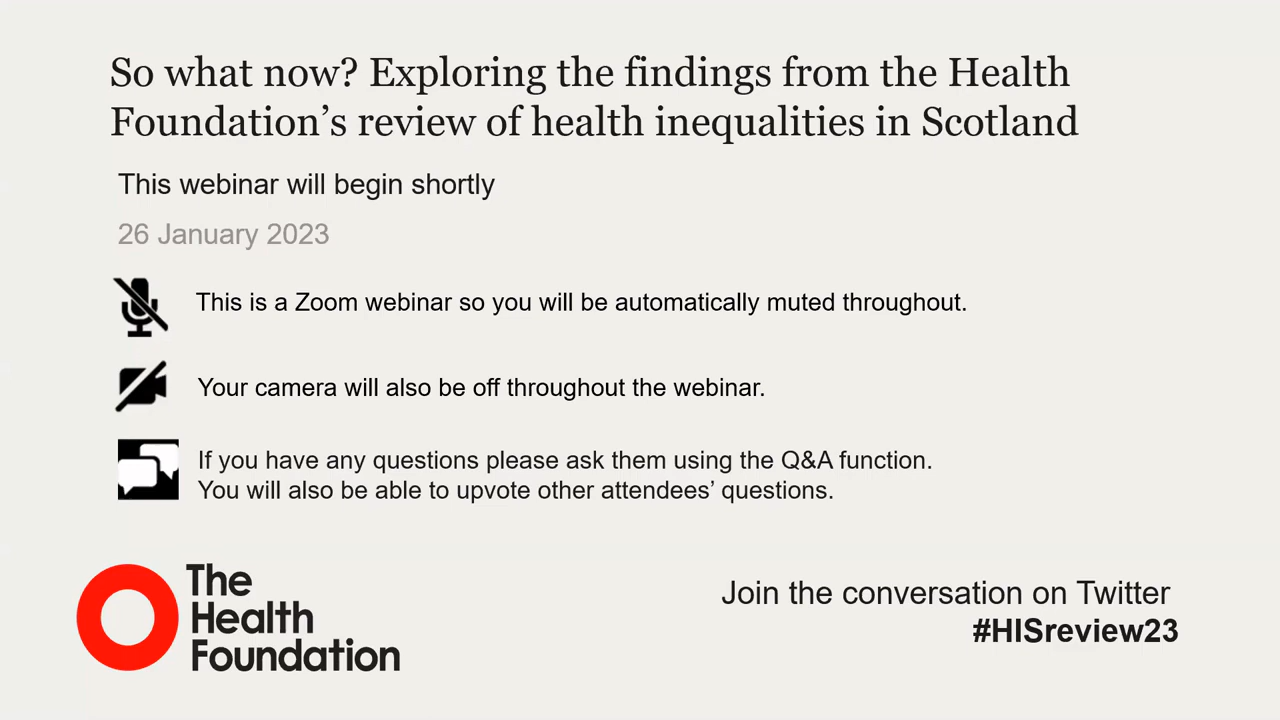 So what now? Exploring the findings from the Health
Foundation’s review of health inequalities in Scotland
This webinar will begin shortly
26 January 2023
This is a Zoom webinar so you will be automatically muted throughout.
Your camera will also be off throughout the webinar.
If you have any questions please ask them using the Q&A function.
You will also be able to upvote other attendees’ questions.
The
Health
Foundation
Join the conversation on Twitter
#HISreview23